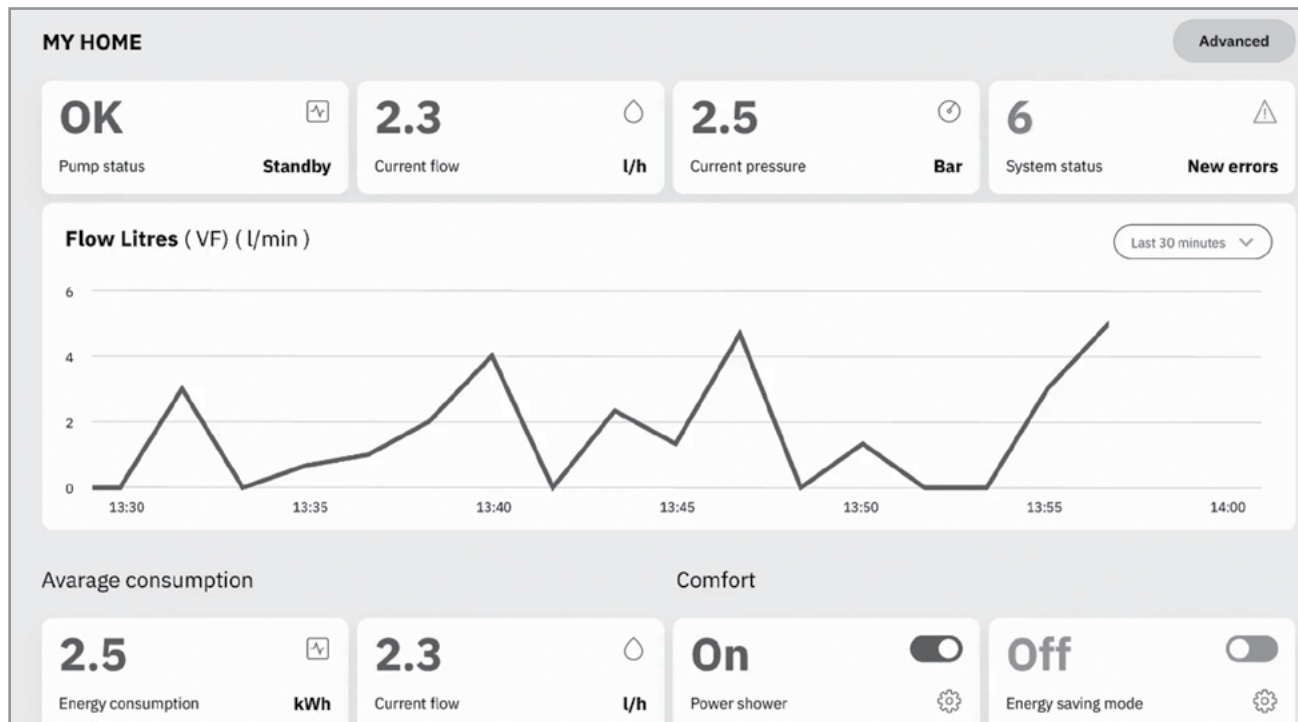 MY HOME
Advanced
OK
Pump status Standby
2.3
Current flow l/h
2.5
Current pressure Bar
6
System status New errors
Flow Litres ( VF) ( l/min )
Last 30 minutes
6
4
2
0
13:30 13:35 13:40 13:45 13:50 13:55 14:00
Avarage consumption
2.5
Energy consumption kWh
2.3
Current flow l/h
Comfort
On
Power shower
Off
Energy saving mode